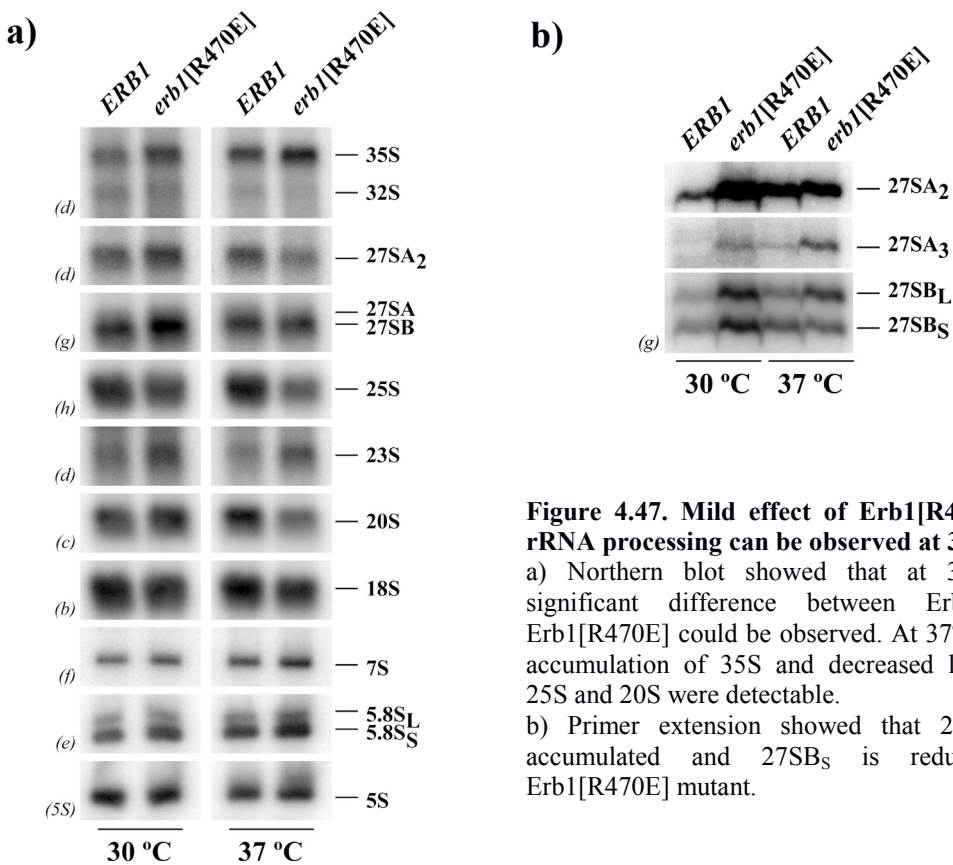 a)
ERB1
erb1[R470E]
ERB1
erb1[R470E]
35S
32S
(d)
27SA2
(d)
27SA
27SB
(g)
25S
(h)
23S
(d)
20S
(c)
18S
(b)
7S
(f)
5.8SL
5.8SS
(e)
5S
(5S)
30 ºC
37 ºC
b)
ERB1
erb1[R470E]
ERB1
erb1[R470E]
27SA2
27SA3
27SBL
27SBS
(g)
30 ºC
37 ºC
Figure 4.47. Mild effect of Erb1[R4
rRNA processing can be observed at 3
a) Northern blot showed that at 3
significant difference between Erb
Erb1[R470E] could be observed. At 37
accumulation of 35S and decreased l
25S and 20S were detectable.
b) Primer extension showed that 2
accumulated and 27SBS is redu
Erb1[R470E] mutant.